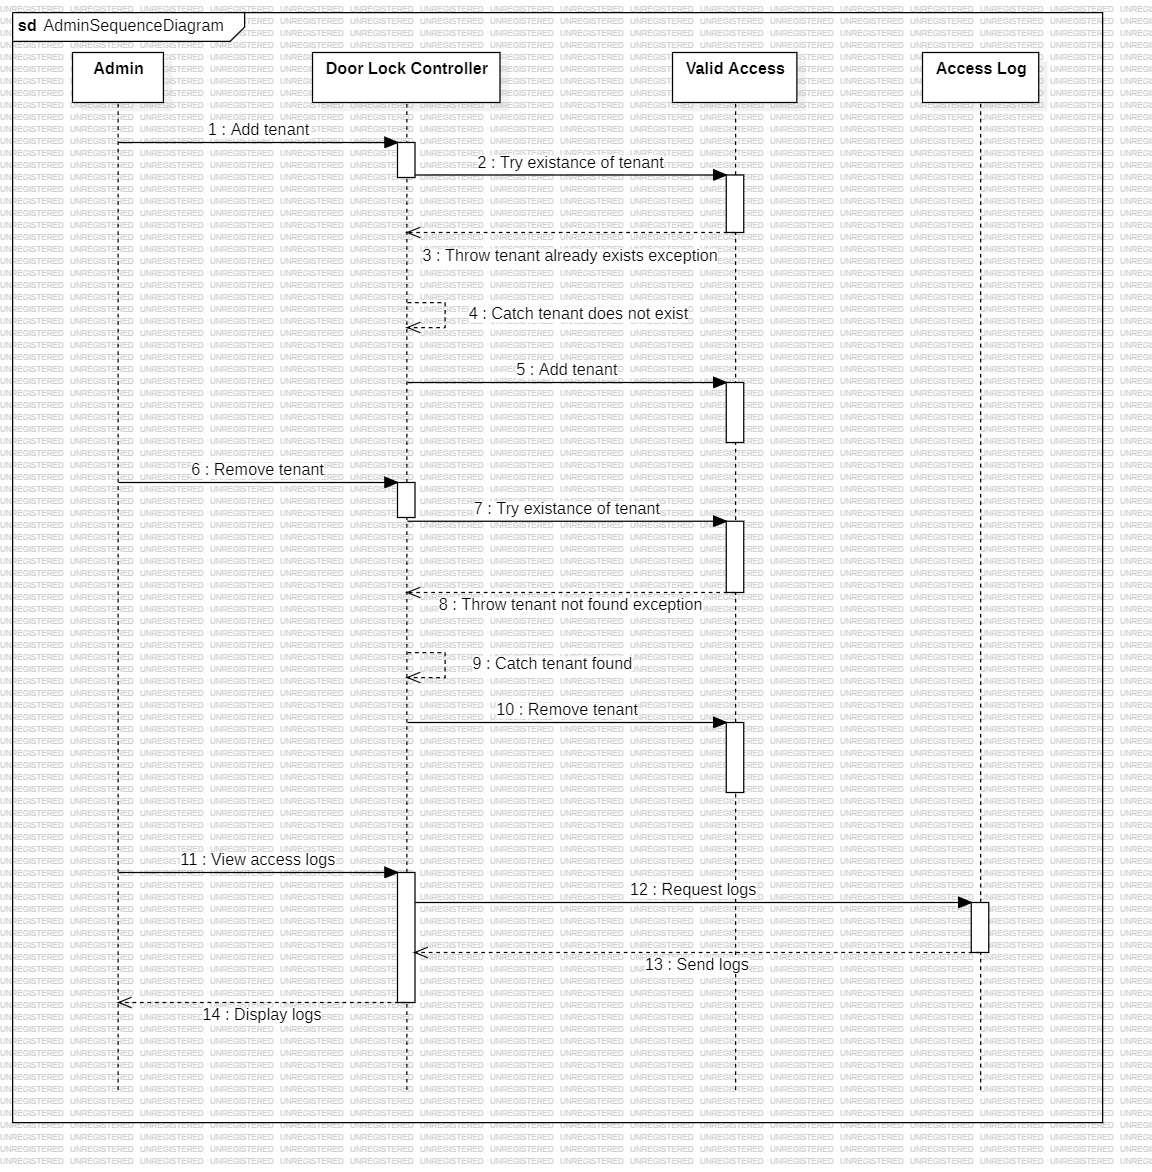 sd AdminSequenceDiagram
Admin
Door Lock Controller
Valid Access
Access Log
1 : Add tenant
2 : Try existance of tenant
3 : Throw tenant already exists exception
4 : Catch tenant does not exist
5 : Add tenant
6 : Remove tenant
7 : Try existance of tenant
8 : Throw tenant not found exception
9 : Catch tenant found
10 : Remove tenant
11 : View access logs
12 : Request logs
13 : Send logs
14 : Display logs
UNREGISTERED